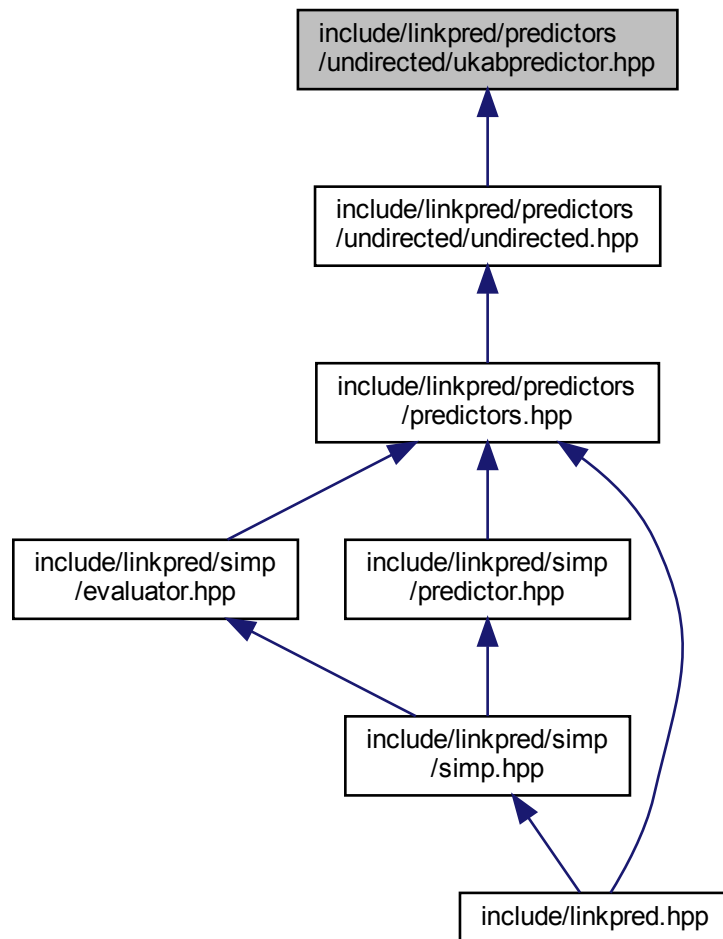 include/linkpred/predictors
/undirected/ukabpredictor.hpp
include/linkpred/predictors
/undirected/undirected.hpp
include/linkpred/predictors
/predictors.hpp
include/linkpred/simp
/evaluator.hpp
include/linkpred/simp
/predictor.hpp
include/linkpred/simp
/simp.hpp
include/linkpred.hpp